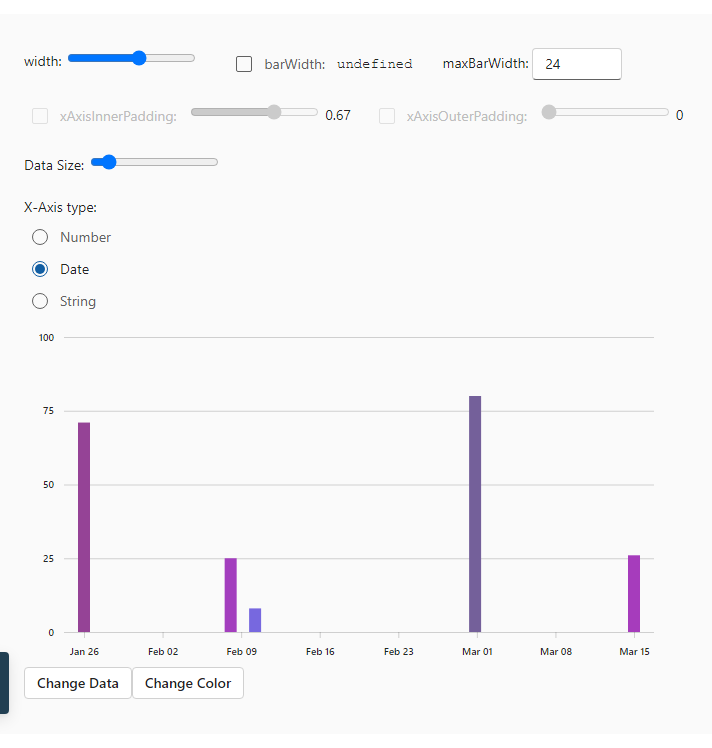 width: barWidth: undefined maxBarWidth: 24
xAxisInnerPadding: 0.67 xAxisOuterPadding: 0
Data Size:
X-Axis type:
Number
Date
String
100
75
50
25
0
Jan 26 Feb 02 Feb 09 Feb 16 Feb 23 Mar 01 Mar 08 Mar 15
Change Data Change Color